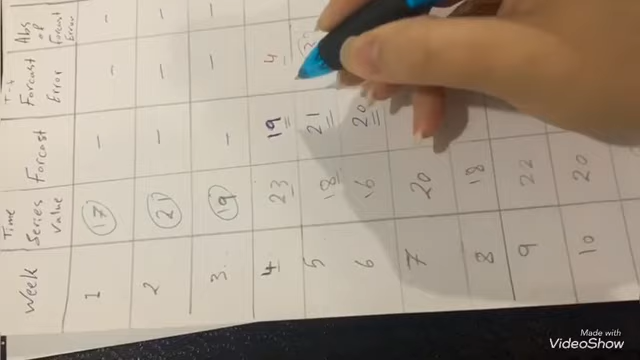 Week Time Series Value Forcast Forcast Error Abs of Forcast Error
1 17 - - -
2 21 - - -
3 19 - - -
4 23 19 4
5 18 21
6 16 20
7 20
8 18
9 22
10 20
Made with
VideoShow